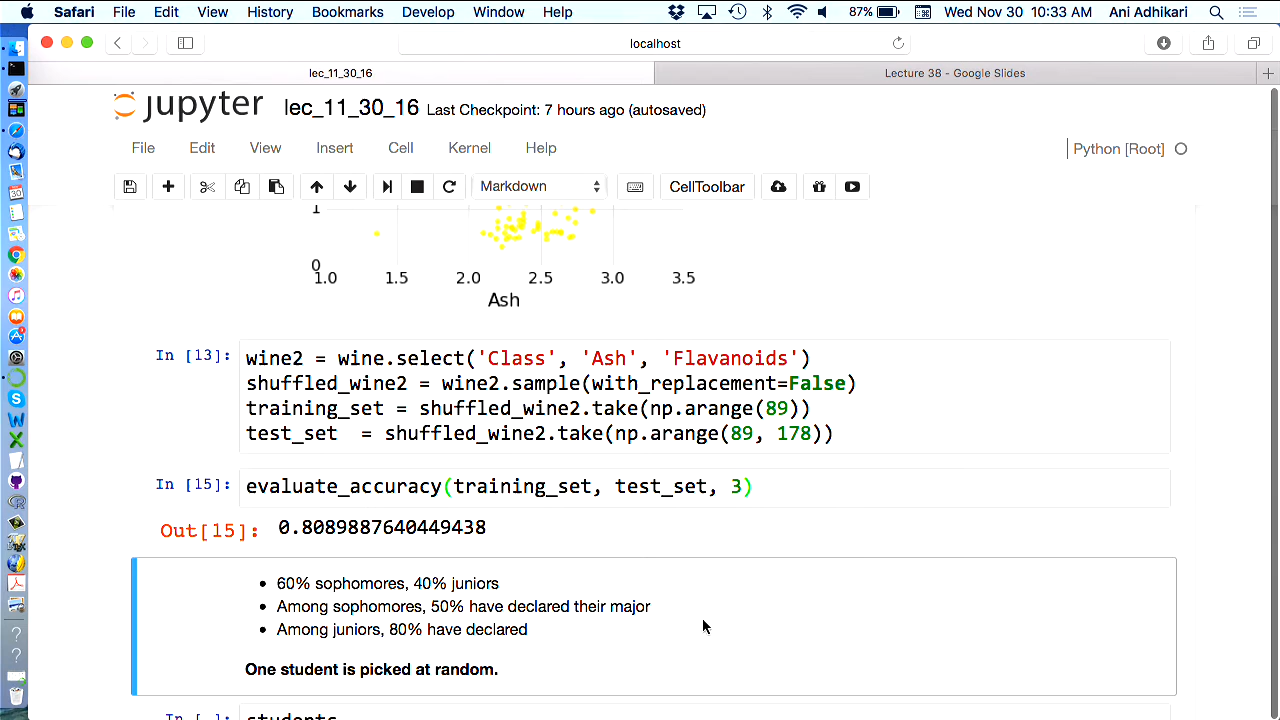 Safari File Edit View History Bookmarks Develop Window Help 87% Wed Nov 30 10:33 AM Ani Adhikari
localhost
lec_11_30_16 Lecture 38 - Google Slides
jupyter lec_11_30_16 Last Checkpoint: 7 hours ago (autosaved)
File Edit View Insert Cell Kernel Help Python [Root]
Markdown CellToolbar
1
0
1.0 1.5 2.0 2.5 3.0 3.5
Ash
In [13]: wine2 = wine.select('Class', 'Ash', 'Flavanoids')
shuffled_wine2 = wine2.sample(with_replacement=False)
training_set = shuffled_wine2.take(np.arange(89))
test_set = shuffled_wine2.take(np.arange(89, 178))
In [15]: evaluate_accuracy(training_set, test_set, 3)
Out[15]: 0.8089887640449438
• 60% sophomores, 40% juniors
• Among sophomores, 50% have declared their major
• Among juniors, 80% have declared
One student is picked at random.
In [ ]: students